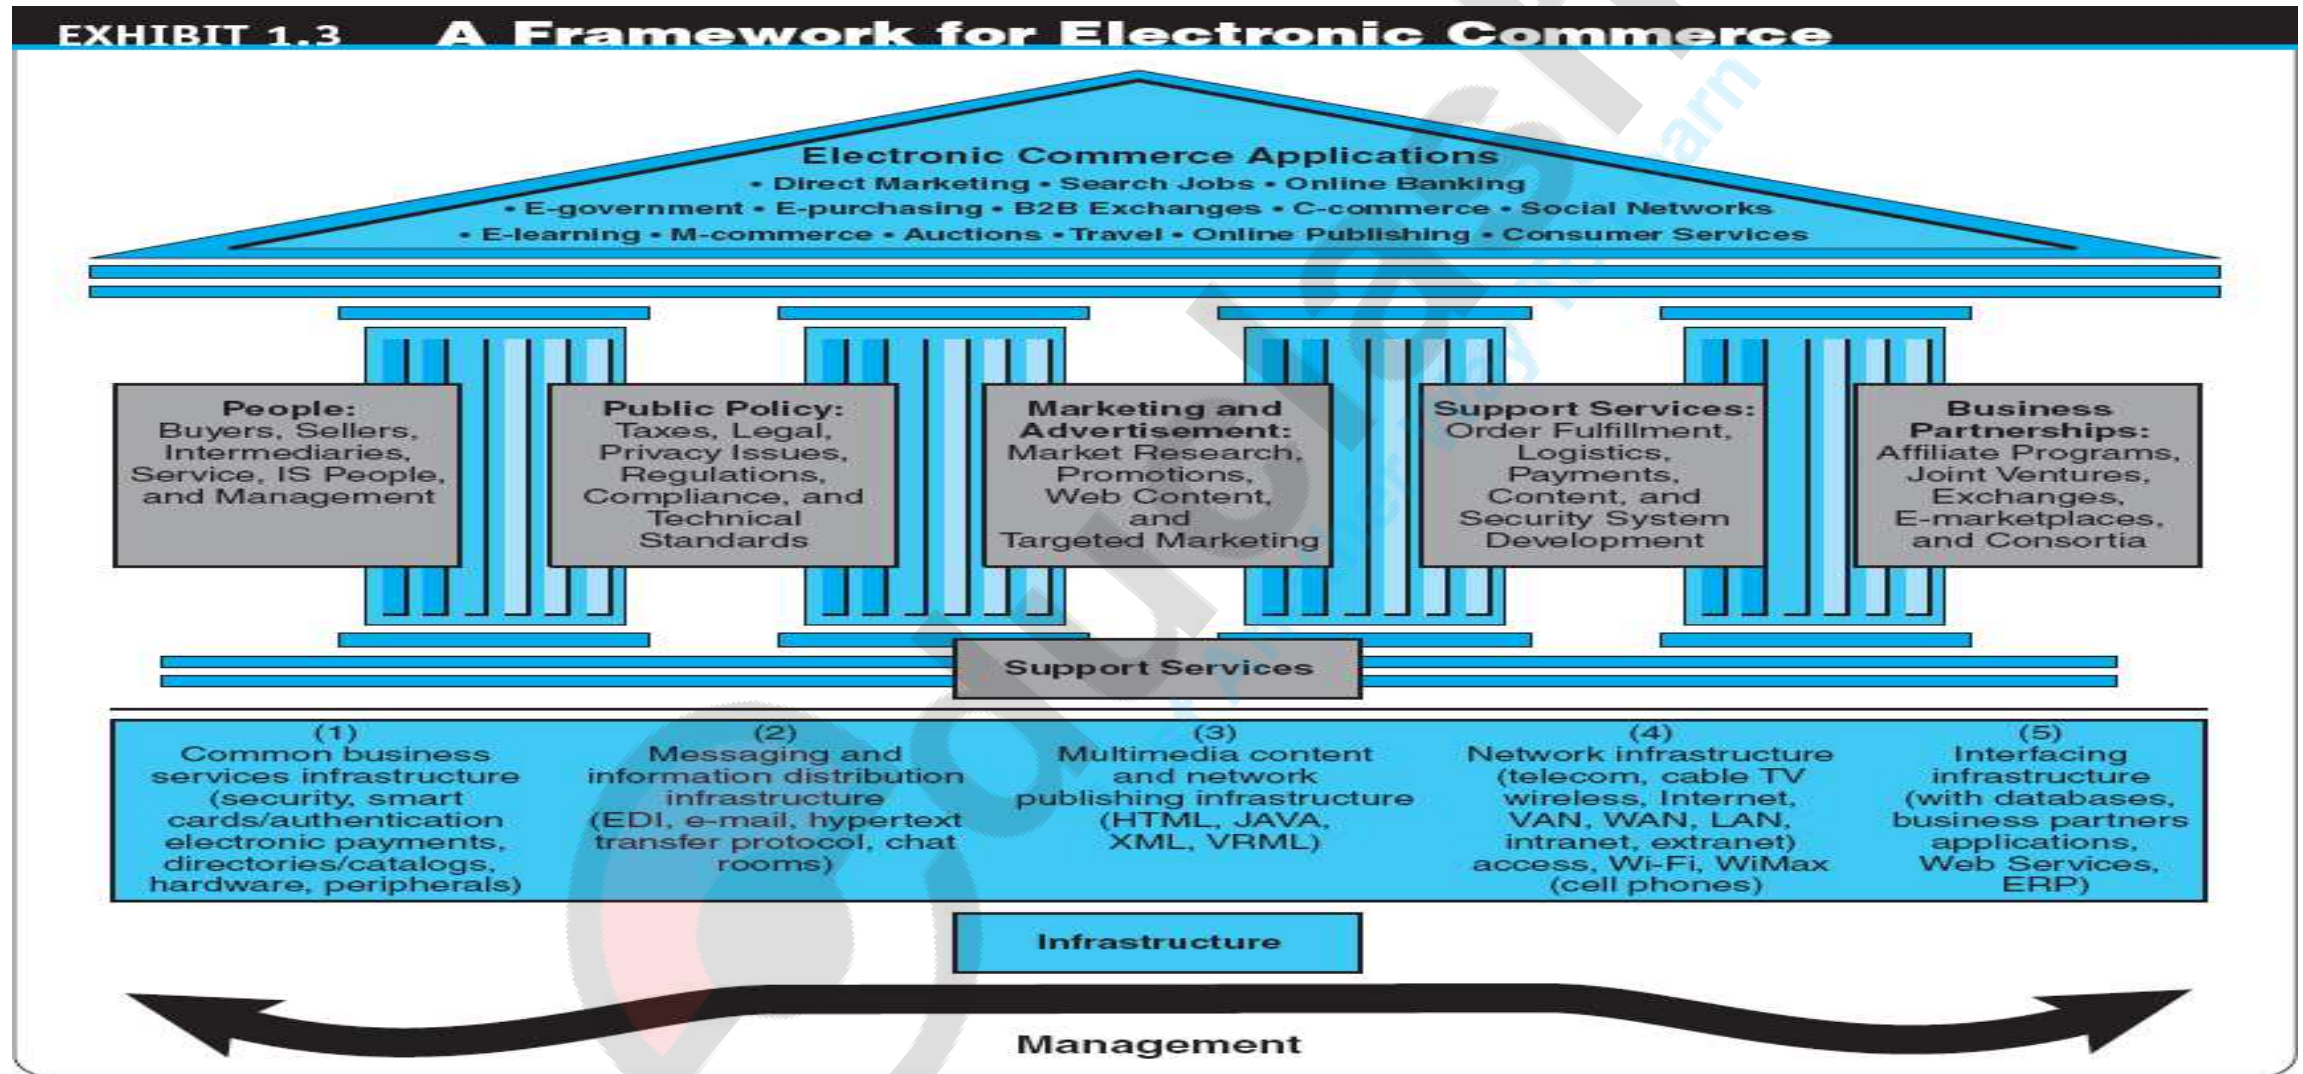 EXHIBIT 1.3 A Framework for Electronic Commerce
Electronic Commerce Applications
• Direct Marketing • Search Jobs • Online Banking
• E-government • E-purchasing • B2B Exchanges • C-commerce • Social Networks
• E-learning • M-commerce • Auctions • Travel • Online Publishing • Consumer Services
People:
Buyers, Sellers,
Intermediaries,
Service, IS People,
and Management
Public Policy:
Taxes, Legal,
Privacy Issues,
Regulations,
Compliance, and
Technical
Standards
Marketing and
Advertisement:
Market Research,
Promotions,
Web Content,
and
Targeted Marketing
Support Services:
Order Fulfillment,
Logistics,
Payments,
Content, and
Security System
Development
Business
Partnerships:
Affiliate Programs,
Joint Ventures,
Exchanges,
E-marketplaces,
and Consortia
Support Services
(1)
Common business
services infrastructure
(security, smart
cards/authentication
electronic payments,
directories/catalogs,
hardware, peripherals)
(2)
Messaging and
information distribution
infrastructure
(EDI, e-mail, hypertext
transfer protocol, chat
rooms)
(3)
Multimedia content
and network
publishing infrastructure
(HTML, JAVA,
XML, VRML)
(4)
Network infrastructure
(telecom, cable TV
wireless, Internet,
VAN, WAN, LAN,
intranet, extranet)
access, Wi-Fi, WiMax
(cell phones)
(5)
Interfacing
infrastructure
(with databases,
business partners
applications,
Web Services,
ERP)
Infrastructure
Management